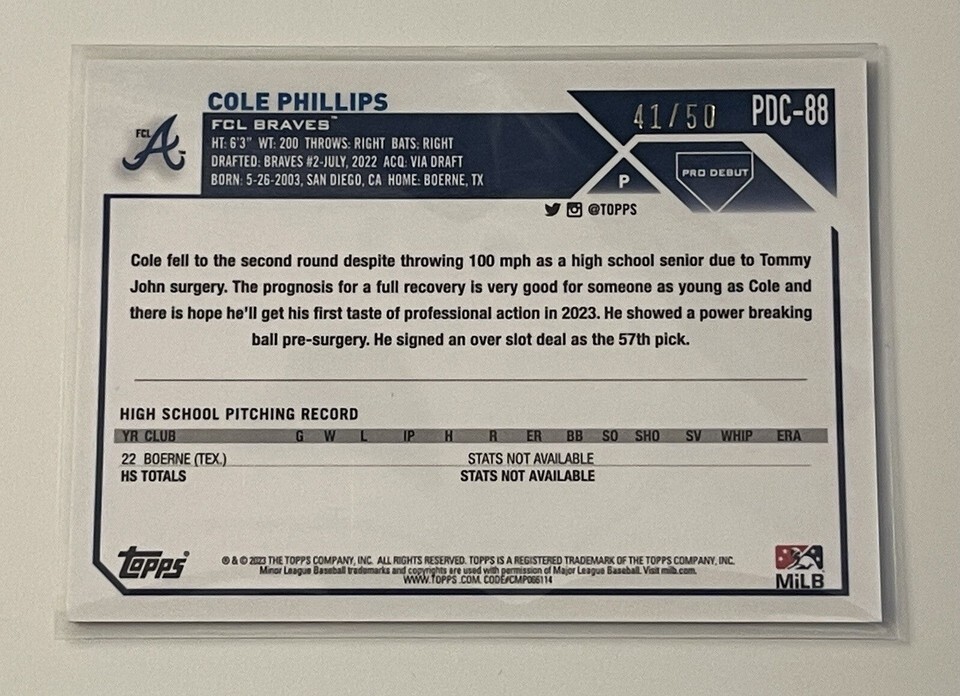 COLE PHILLIPS
FCL
A™
FCL BRAVES™
HT: 6'3" WT: 200 THROWS: RIGHT BATS: RIGHT
DRAFTED: BRAVES #2-JULY, 2022 ACQ: VIA DRAFT
BORN: 5-26-2003, SAN DIEGO, CA HOME: BOERNE, TX
41/50
PDC-88
P
PRO DEBUT
@TOPPS
Cole fell to the second round despite throwing 100 mph as a high school senior due to Tommy
John surgery. The prognosis for a full recovery is very good for someone as young as Cole and
there is hope he'll get his first taste of professional action in 2023. He showed a power breaking
ball pre-surgery. He signed an over slot deal as the 57th pick.
HIGH SCHOOL PITCHING RECORD
YR CLUB G W L IP H R ER BB SO SHO SV WHIP ERA
22 BOERNE (TEX.) STATS NOT AVAILABLE
HS TOTALS STATS NOT AVAILABLE
Topps
® & © 2023 THE TOPPS COMPANY, INC. ALL RIGHTS RESERVED. TOPPS IS A REGISTERED TRADEMARK OF THE TOPPS COMPANY, INC.
Minor League Baseball trademarks and copyrights are used with permission of Major League Baseball. Visit milb.com.
WWW.TOPPS.COM. CODE#CMP066114
MiLB